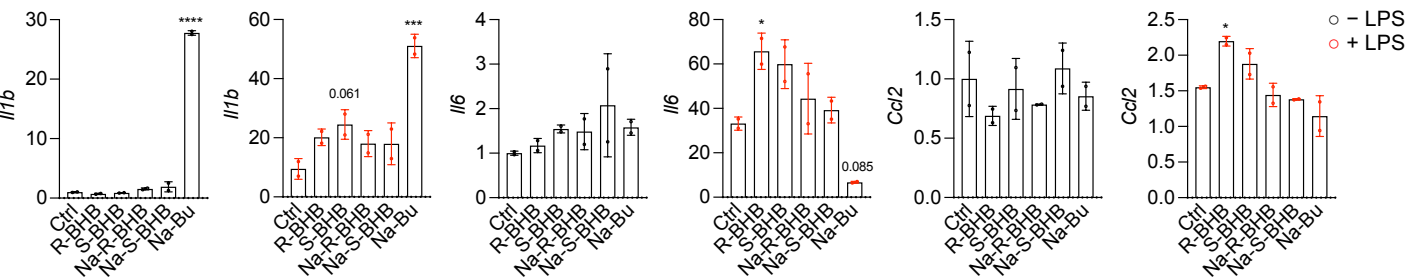 Il1b
30
20
10
0
****
Ctrl
R-BHB
S-BHB
Na-R-BHB
Na-S-BHB
Na-Bu
Il1b
60
40
20
0
0.061
***
Ctrl
R-BHB
S-BHB
Na-R-BHB
Na-S-BHB
Na-Bu
Il6
4
3
2
1
0
Ctrl
R-BHB
S-BHB
Na-R-BHB
Na-S-BHB
Na-Bu
Il6
80
60
40
20
0
*
0.085
Ctrl
R-BHB
S-BHB
Na-R-BHB
Na-S-BHB
Na-Bu
Ccl2
1.5
1.0
0.5
0.0
Ctrl
R-BHB
S-BHB
Na-R-BHB
Na-S-BHB
Na-Bu
Ccl2
2.5
2.0
1.5
1.0
0.5
0.0
*
Ctrl
R-BHB
S-BHB
Na-R-BHB
Na-S-BHB
Na-Bu
− LPS
+ LPS